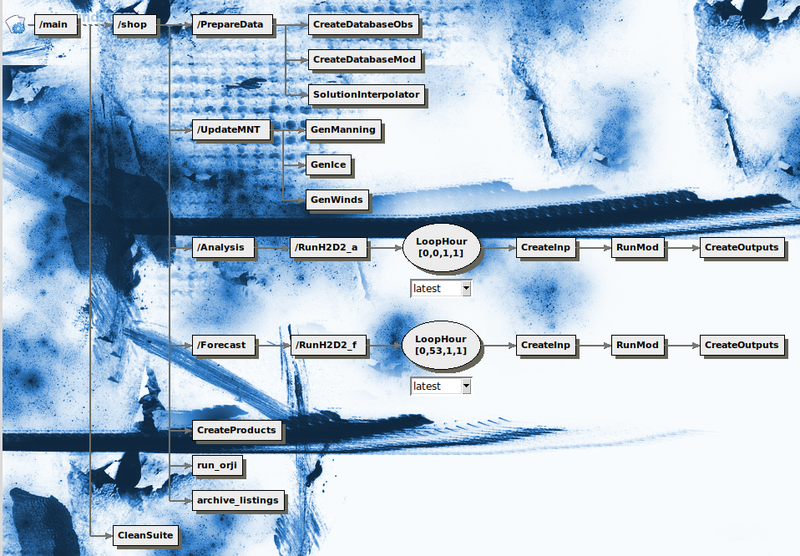 /main
/shop
/PrepareData
CreateDatabaseObs
CreateDatabaseMod
SolutionInterpolator
/UpdateMNT
GenManning
GenIce
GenWinds
/Analysis
/RunH2D2_a
LoopHour
[0,0,1,1]
CreateInp
RunMod
CreateOutputs
latest
/Forecast
/RunH2D2_f
LoopHour
[0,53,1,1]
CreateInp
RunMod
CreateOutputs
latest
CreateProducts
run_orji
archive_listings
CleanSuite